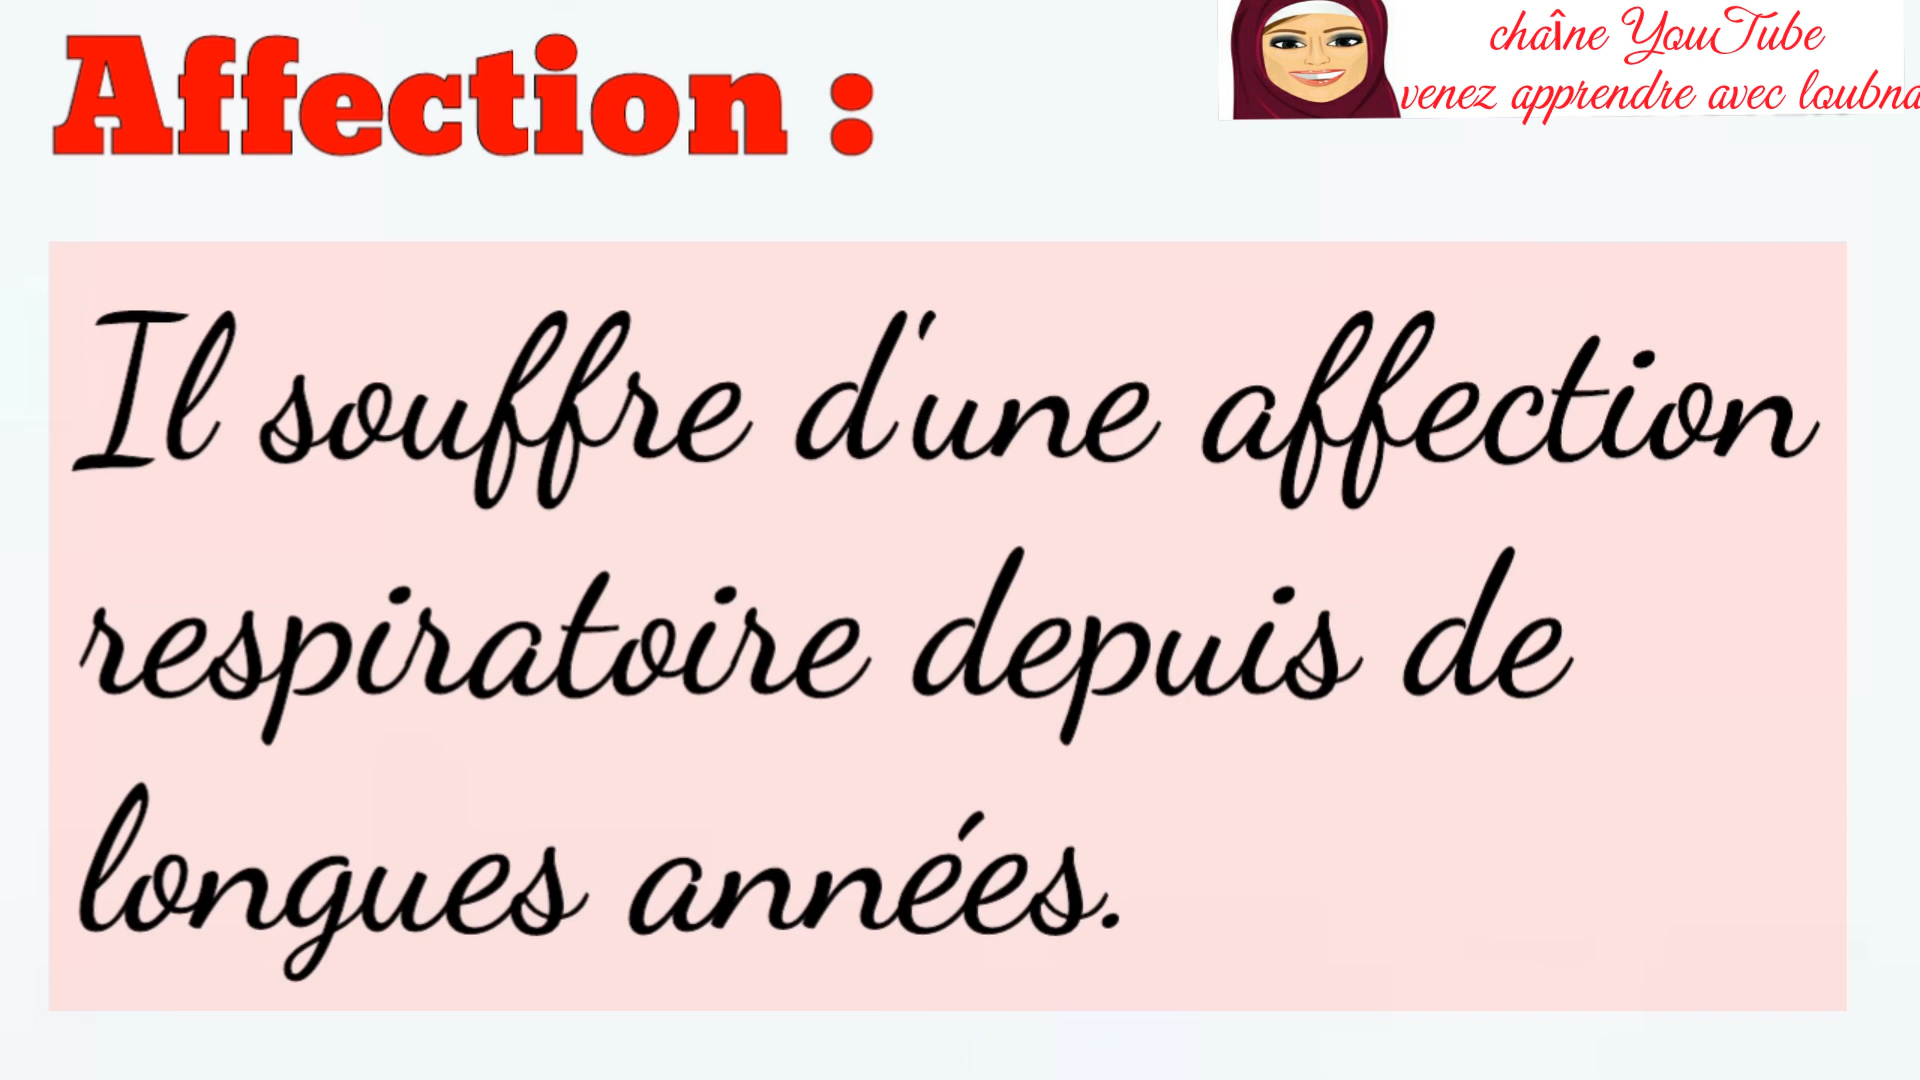 Affection :
chaîne YouTube
venez apprendre avec loubna
Il souffre d'une affection
respiratoire depuis de
longues années.